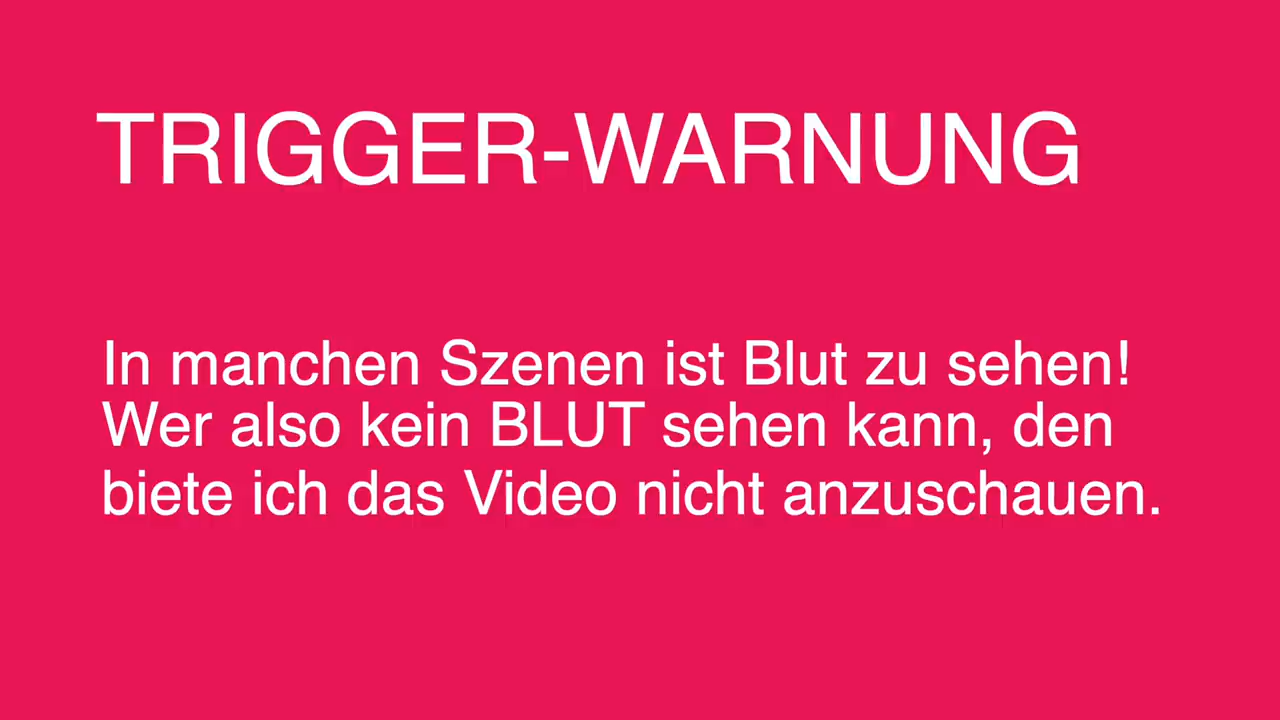 TRIGGER-WARNUNG
In manchen Szenen ist Blut zu sehen!
Wer also kein BLUT sehen kann, den
biete ich das Video nicht anzuschauen.